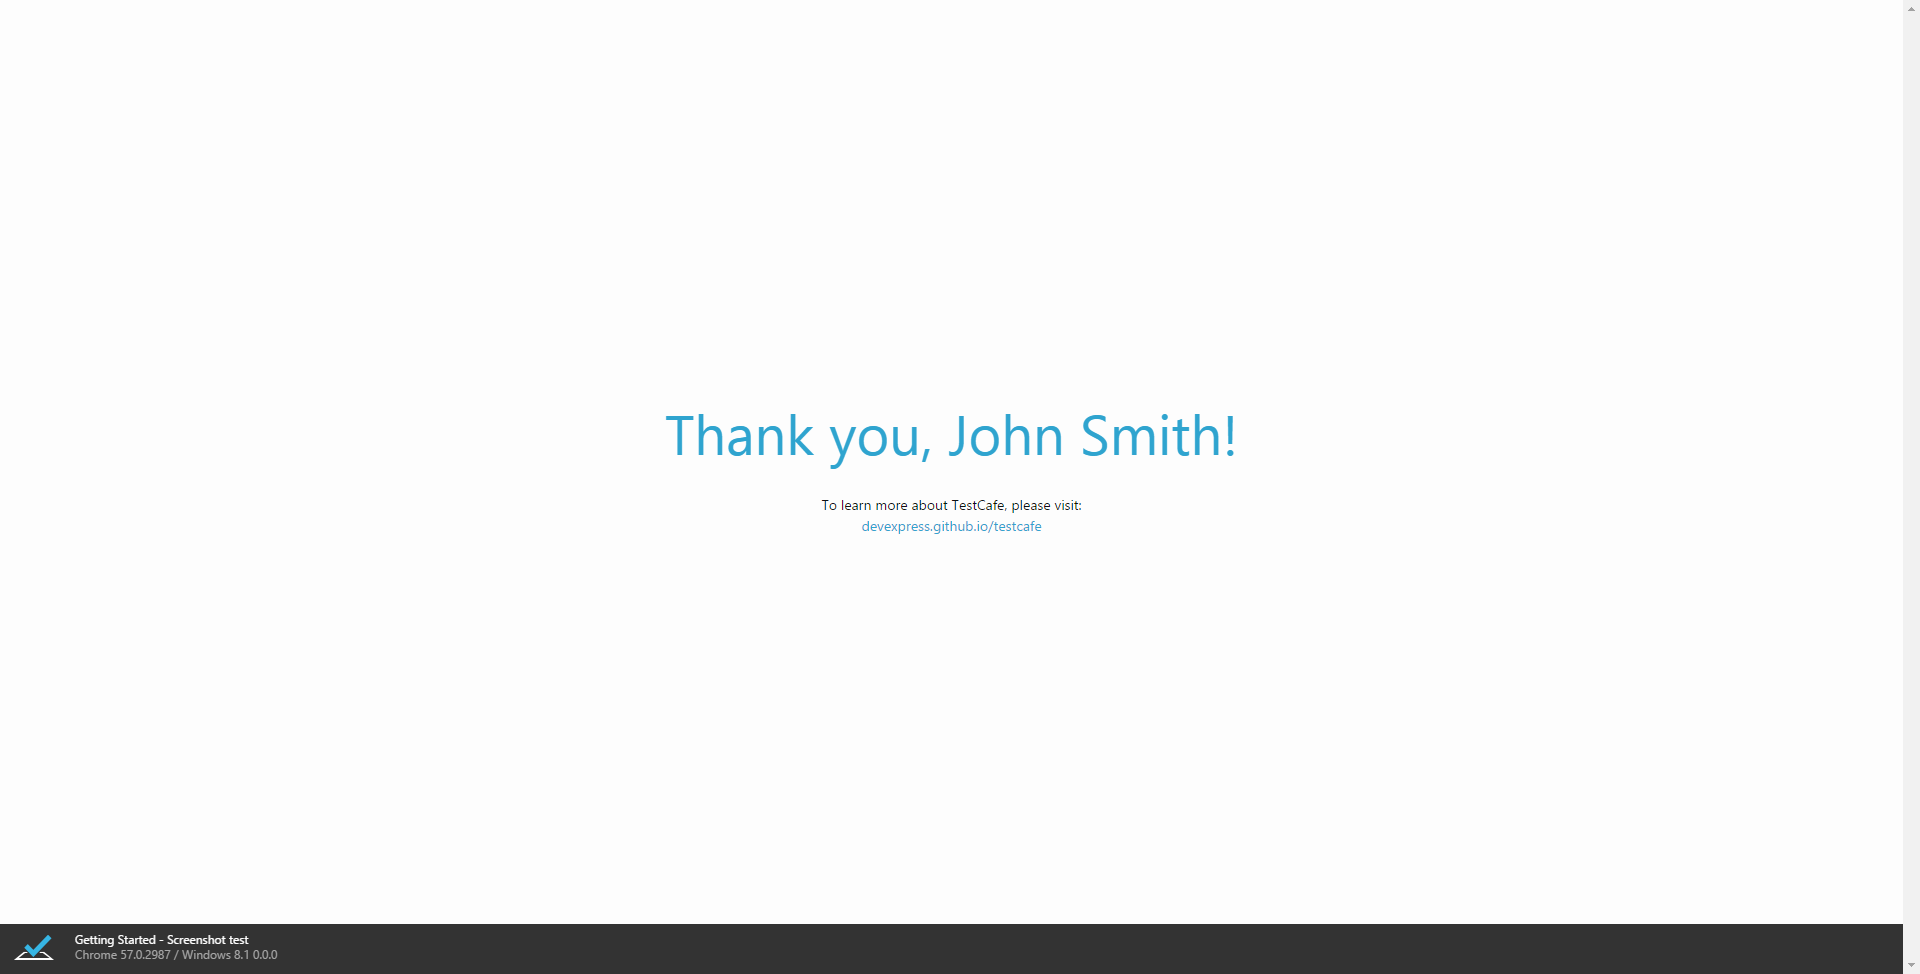 Thank you, John Smith!
To learn more about TestCafe, please visit:
devexpress.github.io/testcafe
Getting Started - Screenshot test
Chrome 57.0.2987 / Windows 8.1 0.0.0